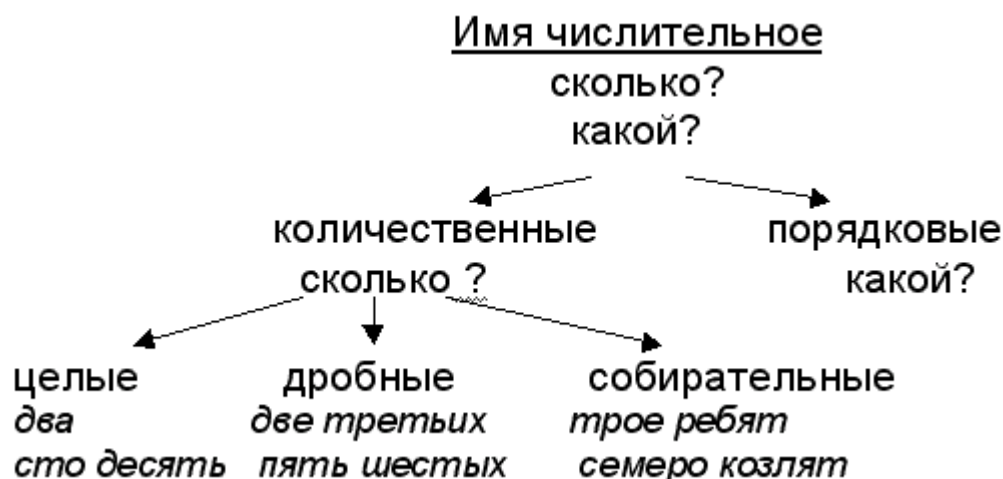 Имя числительное
сколько?
какой?
количественные порядковые
сколько ? какой?
целые дробные собирательные
два две третьих трое ребят
сто десять пять шестых семеро козлят